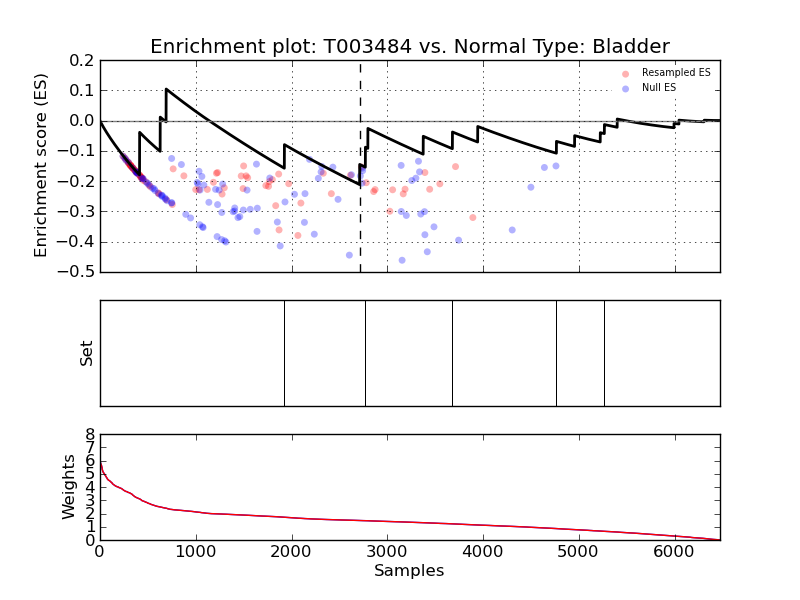 Enrichment plot: T003484 vs. Normal Type: Bladder
Enrichment score (ES)
0.2
0.1
0.0
−0.1
−0.2
−0.3
−0.4
−0.5
Resampled ES
Null ES
Set
Weights
8
7
6
5
4
3
2
1
0
0 1000 2000 3000 4000 5000 6000
Samples